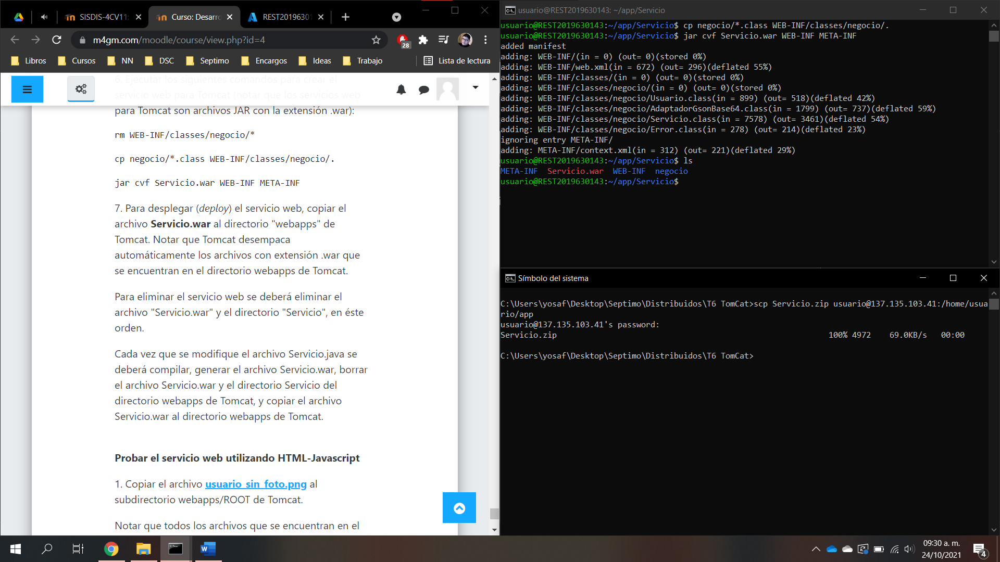 SISDIS-4CV11
Curso: Desarro
REST20196301
m4gm.com/moodle/course/view.php?id=4
28
Libros
Cursos
NN
DSC
Septimo
Encargos
Ideas
Trabajo
Lista de lectura
6. Ejecutar los siguientes comandos para crear el
servicio web para Tomcat (notar que los servicios web
para Tomcat son archivos JAR con la extensión .war):
rm WEB-INF/classes/negocio/*
cp negocio/*.class WEB-INF/classes/negocio/.
jar cvf Servicio.war WEB-INF META-INF
7. Para desplegar (deploy) el servicio web, copiar el
archivo Servicio.war al directorio "webapps" de
Tomcat. Notar que Tomcat desempaca
automáticamente los archivos con extensión .war que
se encuentran en el directorio webapps de Tomcat.
Para eliminar el servicio web se deberá eliminar el
archivo "Servicio.war" y el directorio "Servicio", en éste
orden.
Cada vez que se modifique el archivo Servicio.java se
deberá compilar, generar el archivo Servicio.war, borrar
el archivo Servicio.war y el directorio Servicio del
directorio webapps de Tomcat, y copiar el archivo
Servicio.war al directorio webapps de Tomcat.
Probar el servicio web utilizando HTML-Javascript
1. Copiar el archivo usuario_sin_foto.png al
subdirectorio webapps/ROOT de Tomcat.
Notar que todos los archivos que se encuentran en el
usuario@REST2019630143: ~/app/Servicio
usuario@REST2019630143:~/app/Servicio$ cp negocio/*.class WEB-INF/classes/negocio/.
usuario@REST2019630143:~/app/Servicio$ jar cvf Servicio.war WEB-INF META-INF
added manifest
adding: WEB-INF/(in = 0) (out= 0)(stored 0%)
adding: WEB-INF/web.xml(in = 672) (out= 296)(deflated 55%)
adding: WEB-INF/classes/(in = 0) (out= 0)(stored 0%)
adding: WEB-INF/classes/negocio/(in = 0) (out= 0)(stored 0%)
adding: WEB-INF/classes/negocio/Usuario.class(in = 899) (out= 518)(deflated 42%)
adding: WEB-INF/classes/negocio/AdaptadorGsonBase64.class(in = 1799) (out= 737)(deflated 59%)
adding: WEB-INF/classes/negocio/Servicio.class(in = 7578) (out= 3461)(deflated 54%)
adding: WEB-INF/classes/negocio/Error.class(in = 278) (out= 214)(deflated 23%)
ignoring entry META-INF/
adding: META-INF/context.xml(in = 312) (out= 221)(deflated 29%)
usuario@REST2019630143:~/app/Servicio$ ls
META-INF  Servicio.war  WEB-INF  negocio
usuario@REST2019630143:~/app/Servicio$
Símbolo del sistema
C:\Users\yosaf\Desktop\Septimo\Distribuidos\T6 TomCat>scp Servicio.zip usuario@137.135.103.41:/home/usua
rio/app
usuario@137.135.103.41's password:
Servicio.zip 100% 4972 69.0KB/s 00:00
C:\Users\yosaf\Desktop\Septimo\Distribuidos\T6 TomCat>
09:30 a. m.
24/10/2021
4